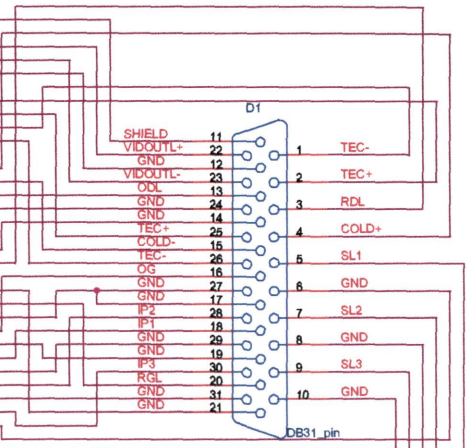 D1
SHIELD 11
VIDOUTL+ 22
1 TEC-
GND 12
VIDOUTL- 23
2 TEC+
ODL 13
GND 24
3 RDL
GND 14
TEC+ 25
4 COLD+
COLD- 15
TEC- 26
5 SL1
OG 16
GND 27
6 GND
GND 17
IP2 28
7 SL2
IP1 18
GND 29
8 GND
GND 19
IP3 30
9 SL3
RGL 20
GND 31
10 GND
GND 21
DB31_pin